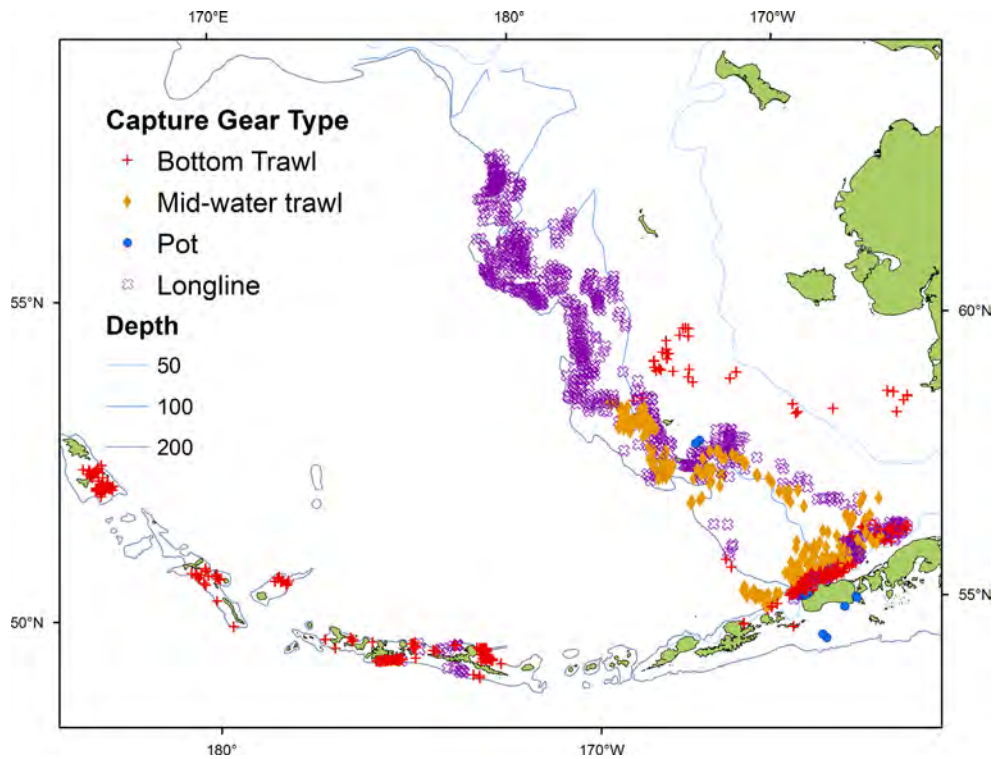 170°E 180° 170°W
Capture Gear Type
Bottom Trawl
Mid-water trawl
Pot
Longline
55°N 60°N
Depth
50
100
200
50°N 55°N
180° 170°W